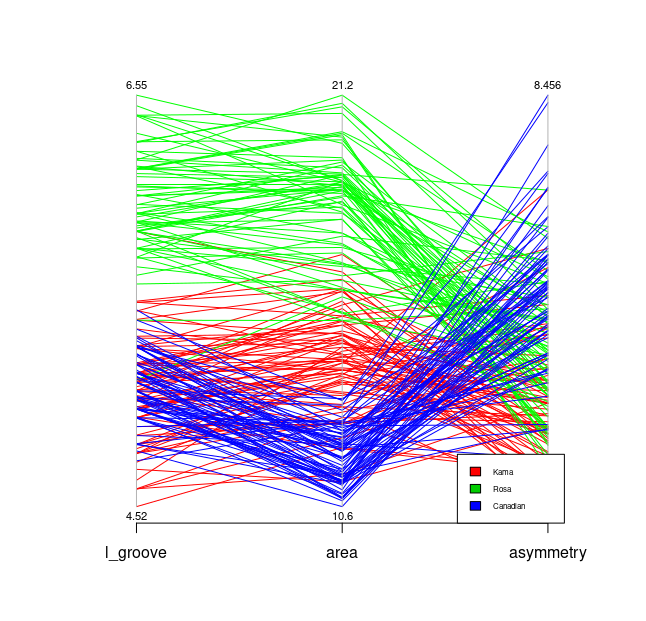 6.55 21.2 8.456
Kama
Rosa
Canadian
4.52 10.6
l_groove area asymmetry